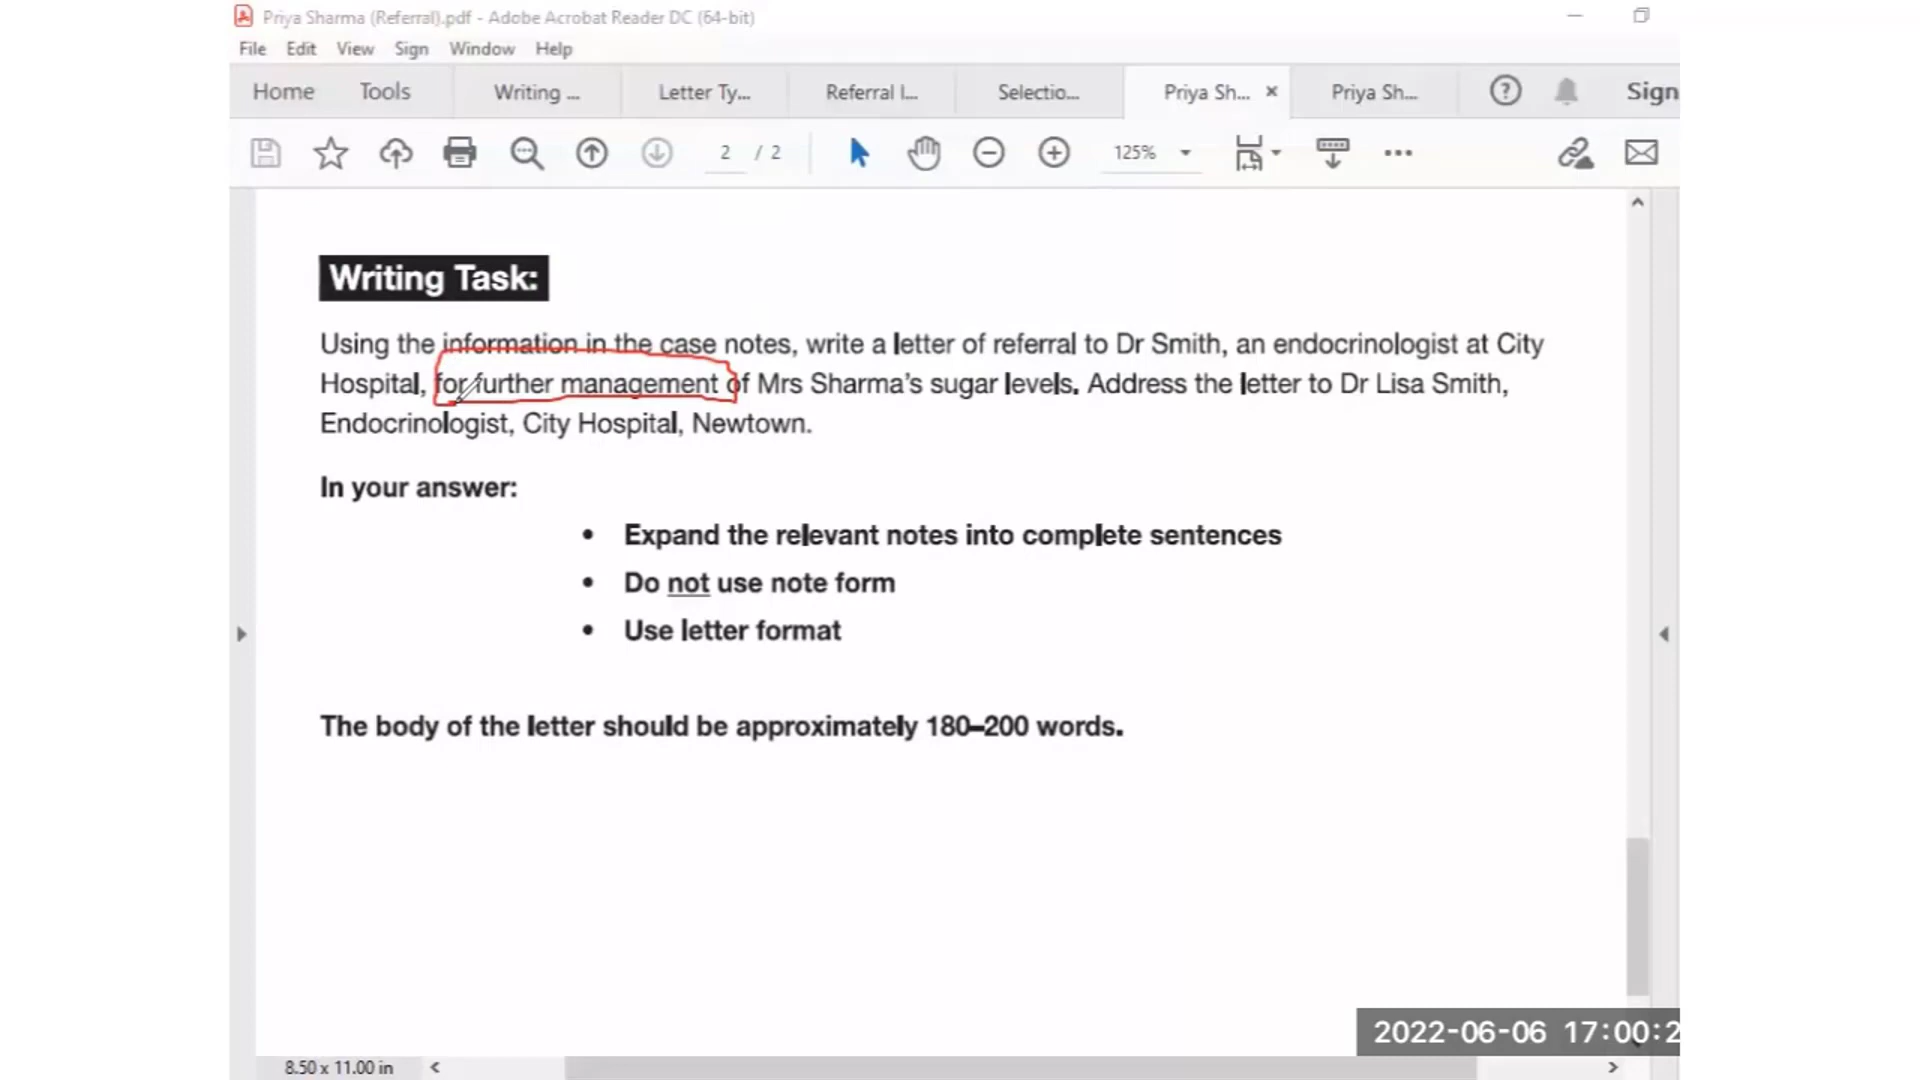 Priya Sharma (Referral).pdf - Adobe Acrobat Reader DC (64-bit)
File Edit View Sign Window Help
Home Tools Writing ... Letter Ty... Referral l... Selectio... Priya Sh... × Priya Sh... ? Sign
2 / 2 125%
Writing Task:
Using the information in the case notes, write a letter of referral to Dr Smith, an endocrinologist at City
Hospital, for further management of Mrs Sharma's sugar levels. Address the letter to Dr Lisa Smith,
Endocrinologist, City Hospital, Newtown.
In your answer:
• Expand the relevant notes into complete sentences
• Do not use note form
• Use letter format
The body of the letter should be approximately 180–200 words.
2022-06-06 17:00:2
8.50 x 11.00 in